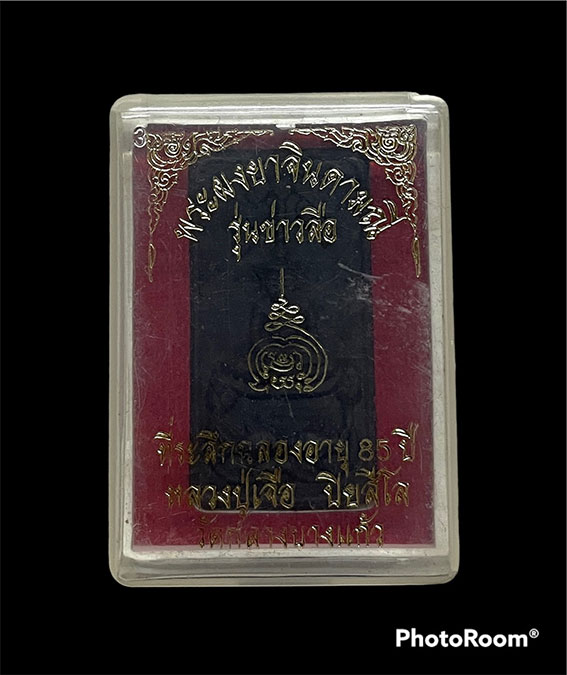 พระผงยาจินดามณี
รุ่นข่าวลือ
ที่ระลึกฉลองอายุ 85 ปี
หลวงปู่เจือ ปิยสีโล
วัดกลางบางแก้ว
PhotoRoom®